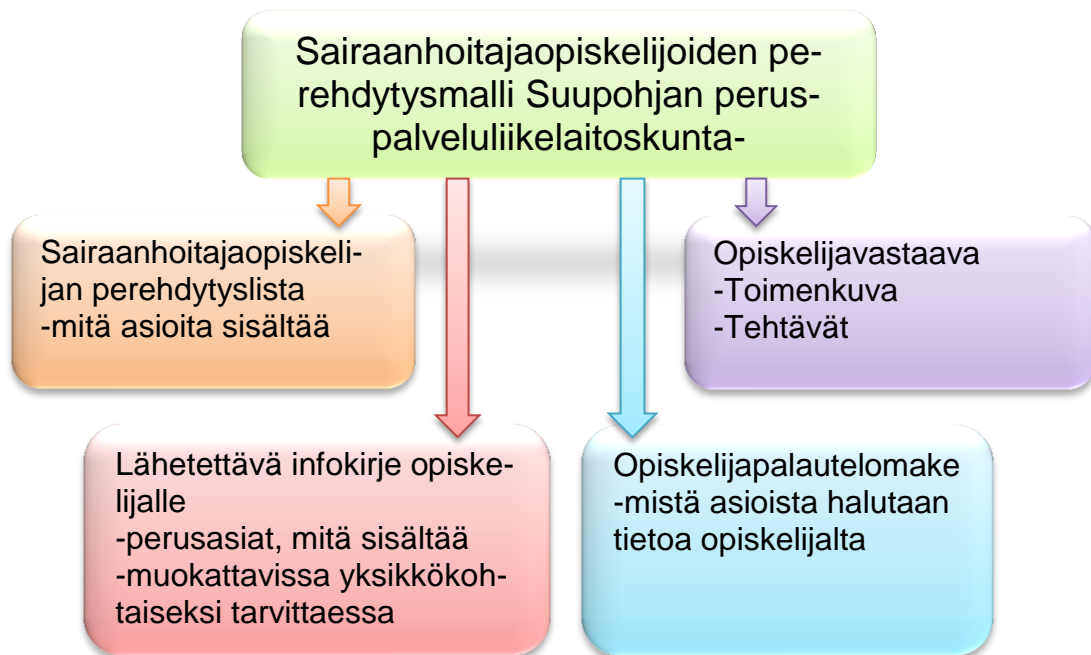 Sairaanhoitajaopiskelijoiden pe-
rehdytysmalli Suupohjan perus-
palveluliikelaitoskunta-
Sairaanhoitajaopiskeli-
jan perehdytyslista
-mitä asioita sisältää
Opiskelijavastaava
-Toimenkuva
-Tehtävät
Lähetettävä infokirje opiske-
lijalle
-perusasiat, mitä sisältää
-muokattavissa yksikkökoh-
taiseksi tarvittaessa
Opiskelijapalautelomake
-mistä asioista halutaan
tietoa opiskelijalta